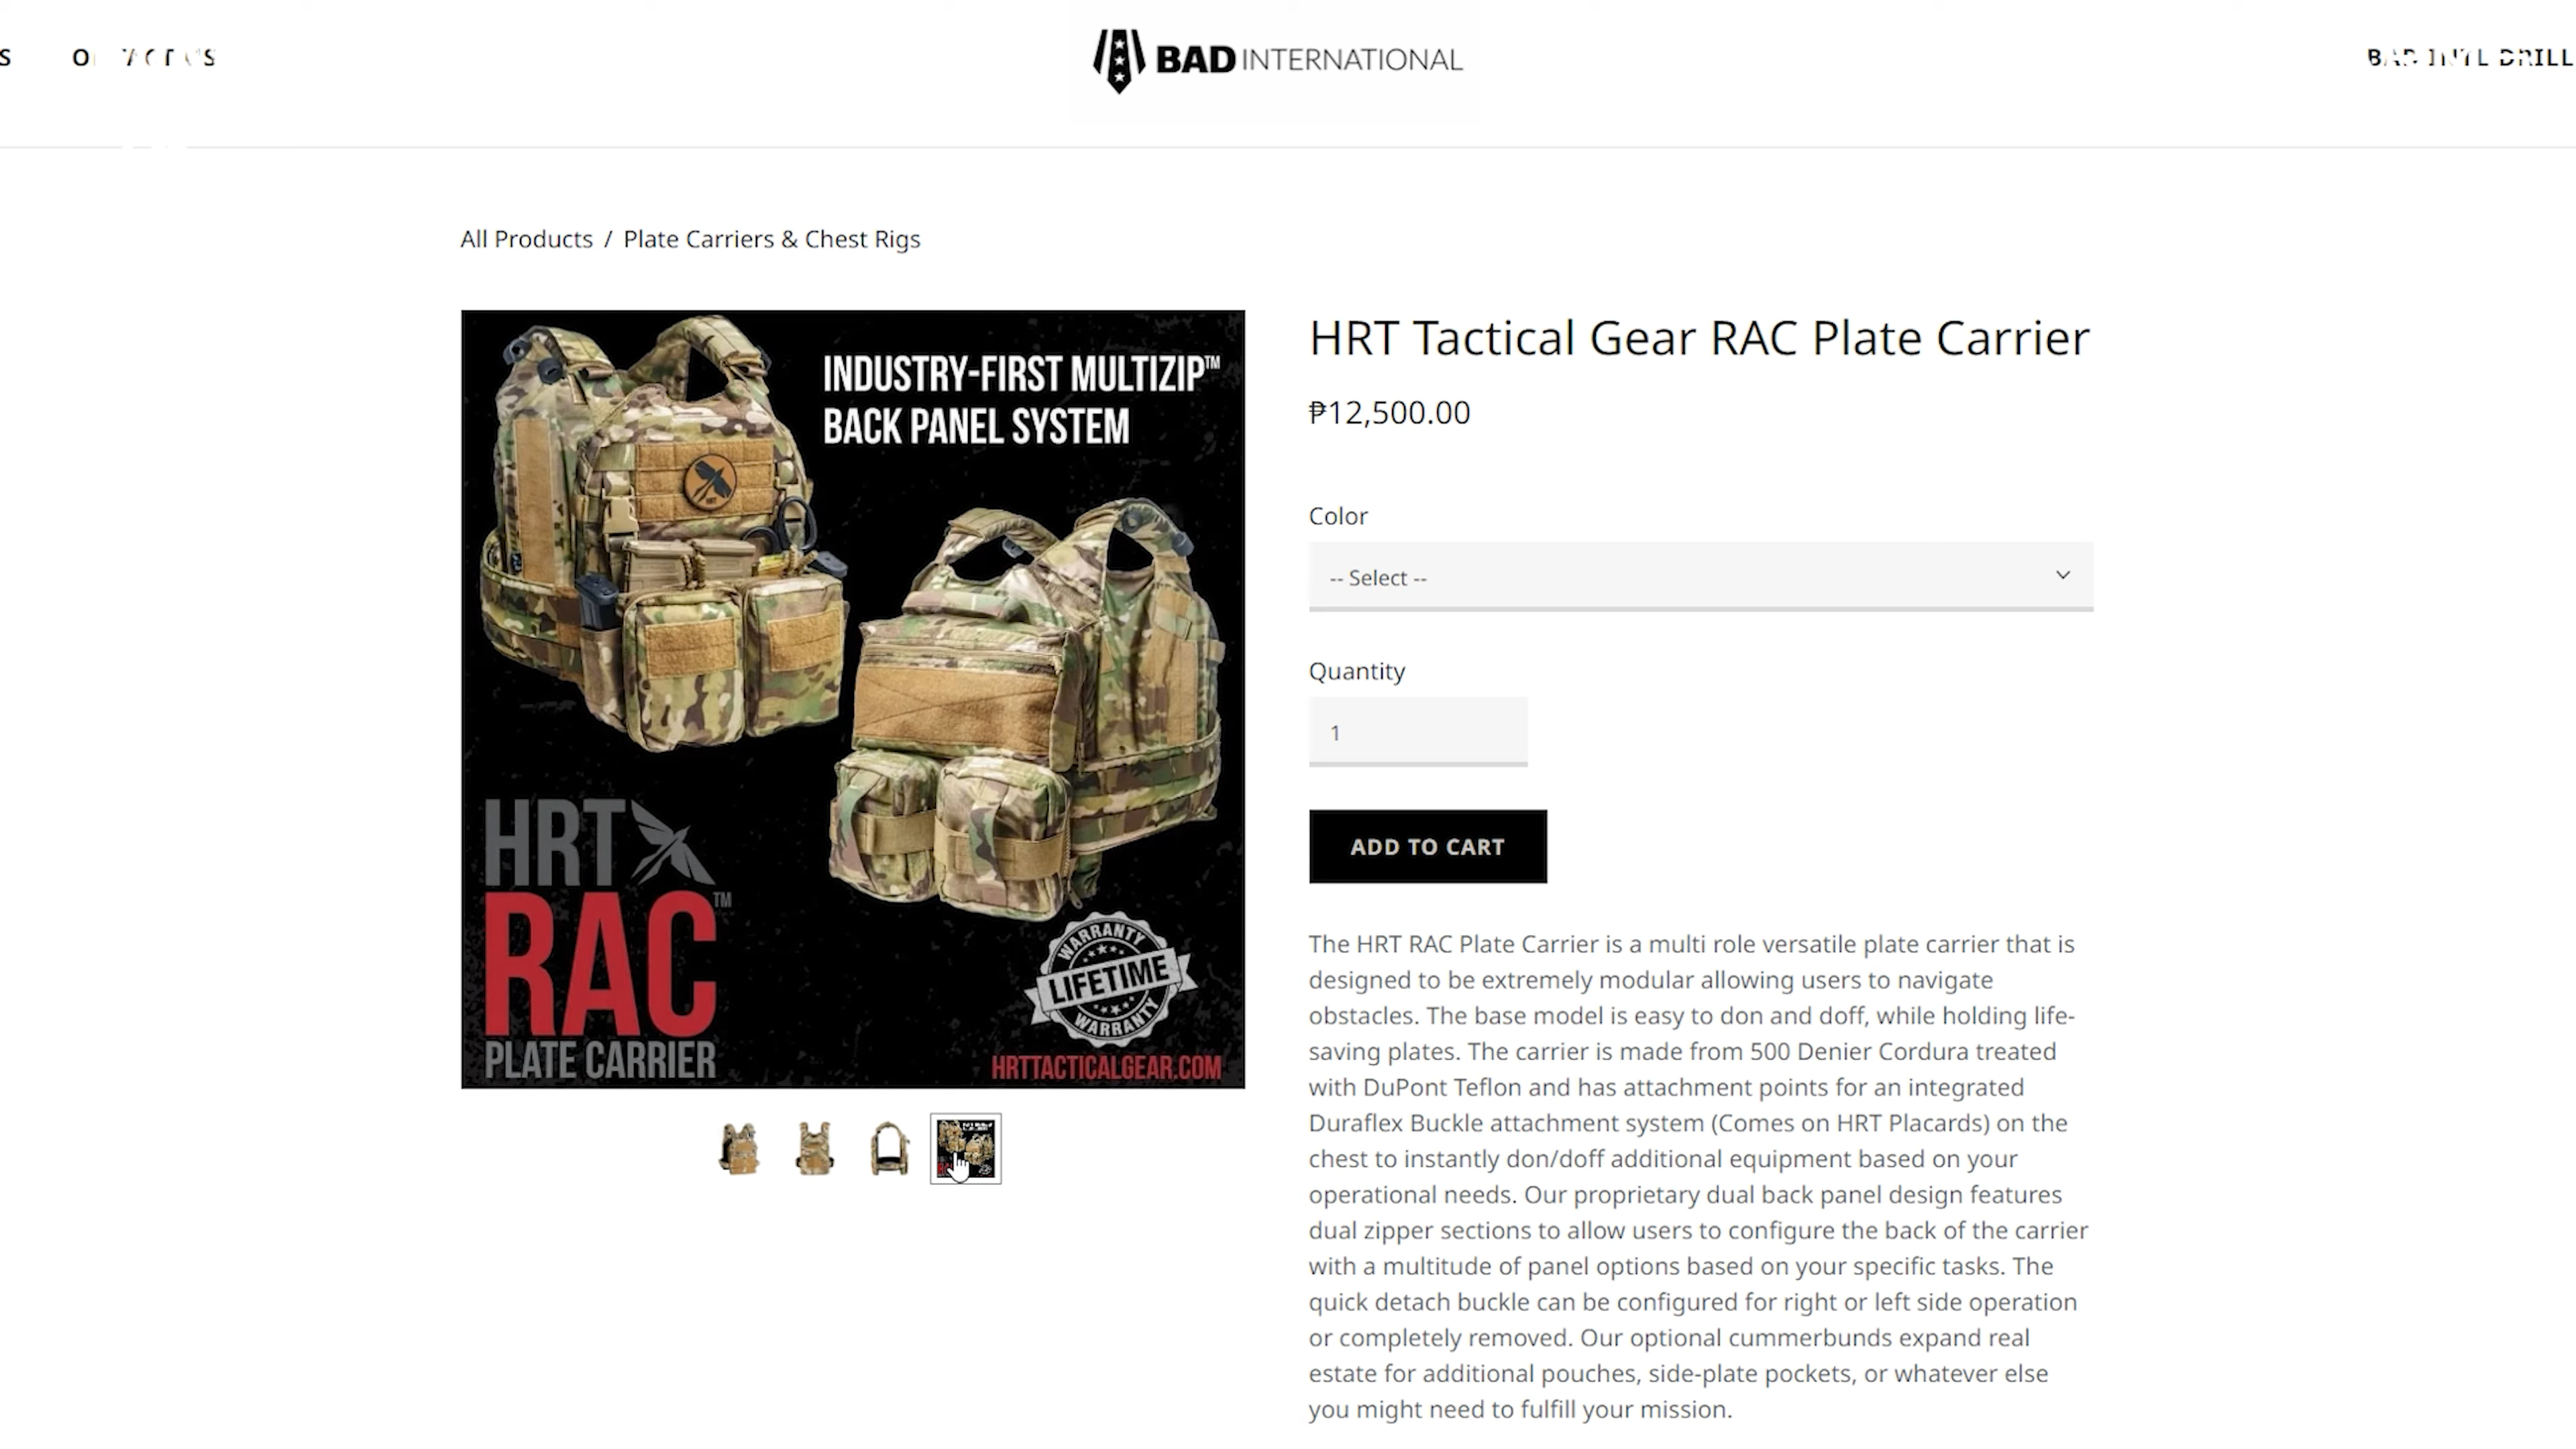 BAD INTERNATIONAL
All Products / Plate Carriers & Chest Rigs
INDUSTRY-FIRST MULTIZIP™
BACK PANEL SYSTEM
HRT
RAC™
PLATE CARRIER
WARRANTY
LIFETIME
WARRANTY
HRTTACTICALGEAR.COM
HRT Tactical Gear RAC Plate Carrier
₱12,500.00
Color
-- Select --
Quantity
1
ADD TO CART
The HRT RAC Plate Carrier is a multi role versatile plate carrier that is
designed to be extremely modular allowing users to navigate
obstacles. The base model is easy to don and doff, while holding life-
saving plates. The carrier is made from 500 Denier Cordura treated
with DuPont Teflon and has attachment points for an integrated
Duraflex Buckle attachment system (Comes on HRT Placards) on the
chest to instantly don/doff additional equipment based on your
operational needs. Our proprietary dual back panel design features
dual zipper sections to allow users to configure the back of the carrier
with a multitude of panel options based on your specific tasks. The
quick detach buckle can be configured for right or left side operation
or completely removed. Our optional cummerbunds expand real
estate for additional pouches, side-plate pockets, or whatever else
you might need to fulfill your mission.